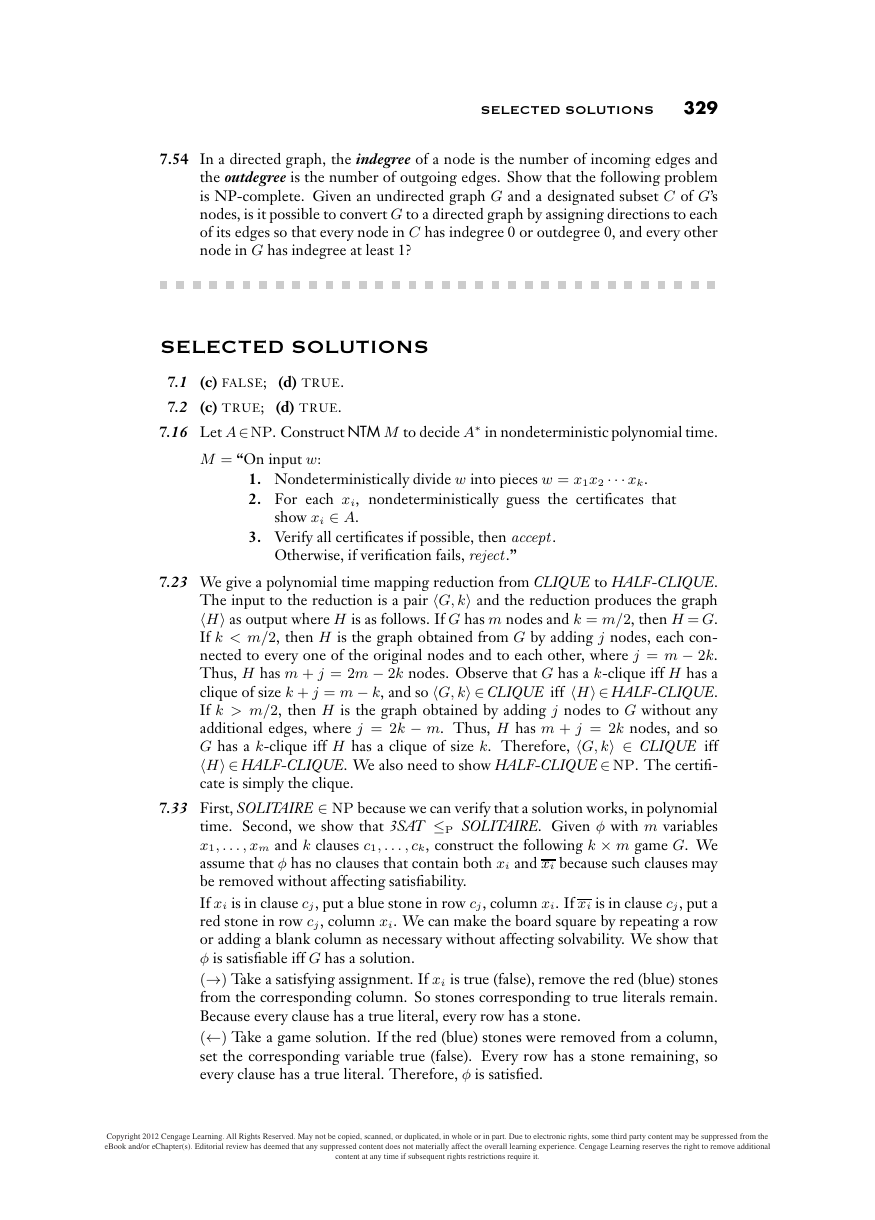 SELECTED SOLUTIONS 329
7.54 In a directed graph, the indegree of a node is the number of incoming edges and
the outdegree is the number of outgoing edges. Show that the following problem
is NP-complete. Given an undirected graph G and a designated subset C of G’s
nodes, is it possible to convert G to a directed graph by assigning directions to each
of its edges so that every node in C has indegree 0 or outdegree 0, and every other
node in G has indegree at least 1?
SELECTED SOLUTIONS
7.1 (c) FALSE; (d) TRUE.
7.2 (c) TRUE; (d) TRUE.
7.16 Let A ∈ NP. Construct NTM M to decide A* in nondeterministic polynomial time.
M = “On input w:
1. Nondeterministically divide w into pieces w = x₁x₂ ··· xₖ.
2. For each xᵢ, nondeterministically guess the certificates that
show xᵢ ∈ A.
3. Verify all certificates if possible, then accept.
Otherwise, if verification fails, reject.”
7.23 We give a polynomial time mapping reduction from CLIQUE to HALF-CLIQUE.
The input to the reduction is a pair ⟨G, k⟩ and the reduction produces the graph
⟨H⟩ as output where H is as follows. If G has m nodes and k = m/2, then H = G.
If k < m/2, then H is the graph obtained from G by adding j nodes, each con-
nected to every one of the original nodes and to each other, where j = m − 2k.
Thus, H has m + j = 2m − 2k nodes. Observe that G has a k-clique iff H has a
clique of size k + j = m − k, and so ⟨G, k⟩ ∈ CLIQUE iff ⟨H⟩ ∈ HALF-CLIQUE.
If k > m/2, then H is the graph obtained by adding j nodes to G without any
additional edges, where j = 2k − m. Thus, H has m + j = 2k nodes, and so
G has a k-clique iff H has a clique of size k. Therefore, ⟨G, k⟩ ∈ CLIQUE iff
⟨H⟩ ∈ HALF-CLIQUE. We also need to show HALF-CLIQUE ∈ NP. The certifi-
cate is simply the clique.
7.33 First, SOLITAIRE ∈ NP because we can verify that a solution works, in polynomial
time. Second, we show that 3SAT ≤P SOLITAIRE. Given φ with m variables
x₁, . . . , xₘ and k clauses c₁, . . . , cₖ, construct the following k × m game G. We
assume that φ has no clauses that contain both xᵢ and x̅ᵢ because such clauses may
be removed without affecting satisfiability.
If xᵢ is in clause cⱼ, put a blue stone in row cⱼ, column xᵢ. If x̅ᵢ is in clause cⱼ, put a
red stone in row cⱼ, column xᵢ. We can make the board square by repeating a row
or adding a blank column as necessary without affecting solvability. We show that
φ is satisfiable iff G has a solution.
(→) Take a satisfying assignment. If xᵢ is true (false), remove the red (blue) stones
from the corresponding column. So stones corresponding to true literals remain.
Because every clause has a true literal, every row has a stone.
(←) Take a game solution. If the red (blue) stones were removed from a column,
set the corresponding variable true (false). Every row has a stone remaining, so
every clause has a true literal. Therefore, φ is satisfied.
Copyright 2012 Cengage Learning. All Rights Reserved. May not be copied, scanned, or duplicated, in whole or in part. Due to electronic rights, some third party content may be suppressed from the
eBook and/or eChapter(s). Editorial review has deemed that any suppressed content does not materially affect the overall learning experience. Cengage Learning reserves the right to remove additional
content at any time if subsequent rights restrictions require it.